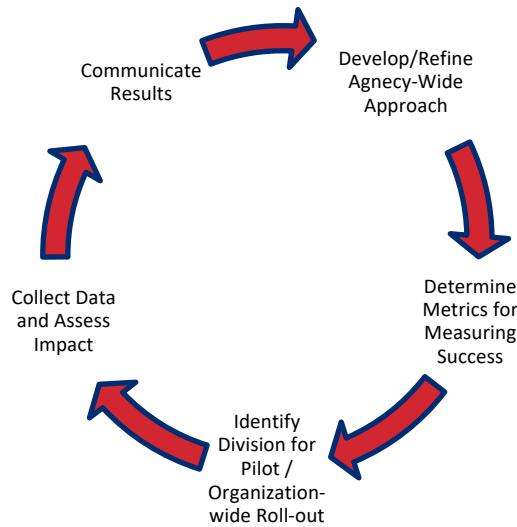 Communicate
Results
Develop/Refine
Agnecy-Wide
Approach
Determine
Metrics for
Measuring
Success
Identify
Division for
Pilot /
Organization-
wide Roll-out
Collect Data
and Assess
Impact